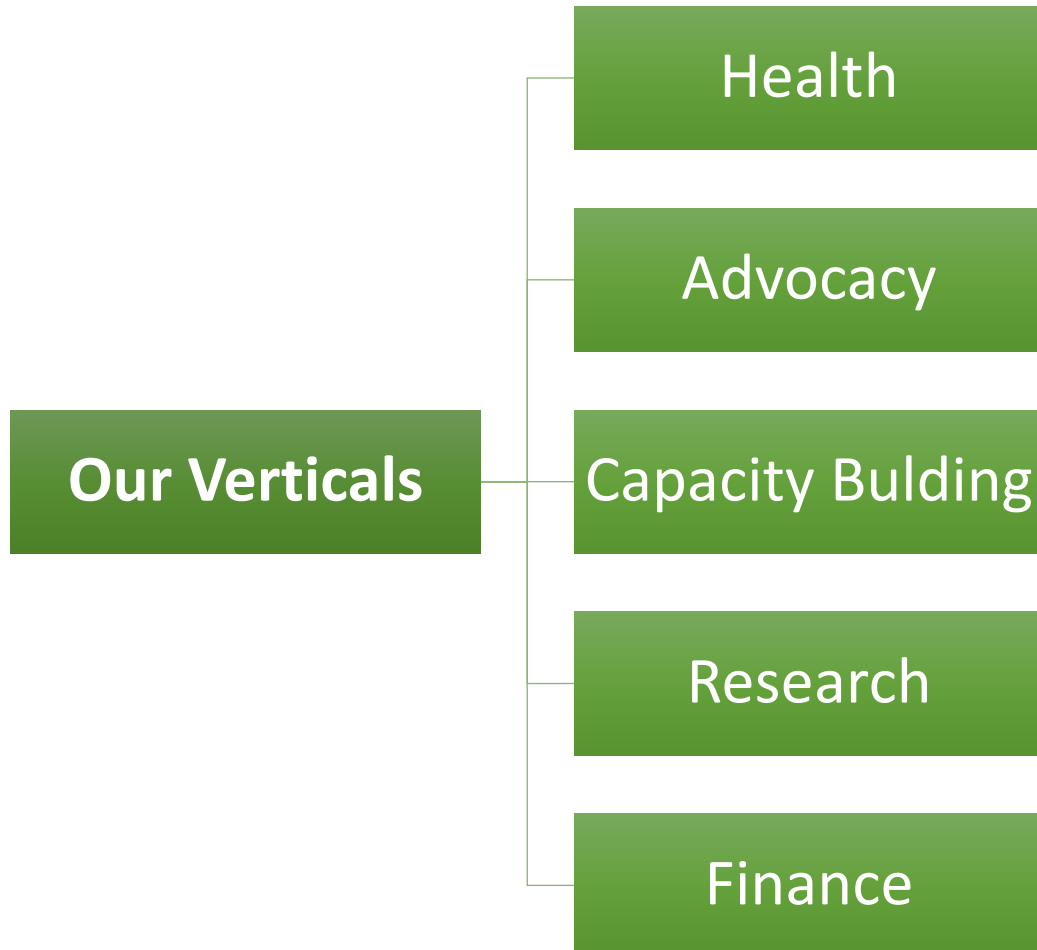 Health
Advocacy
Our Verticals
Capacity Bulding
Research
Finance